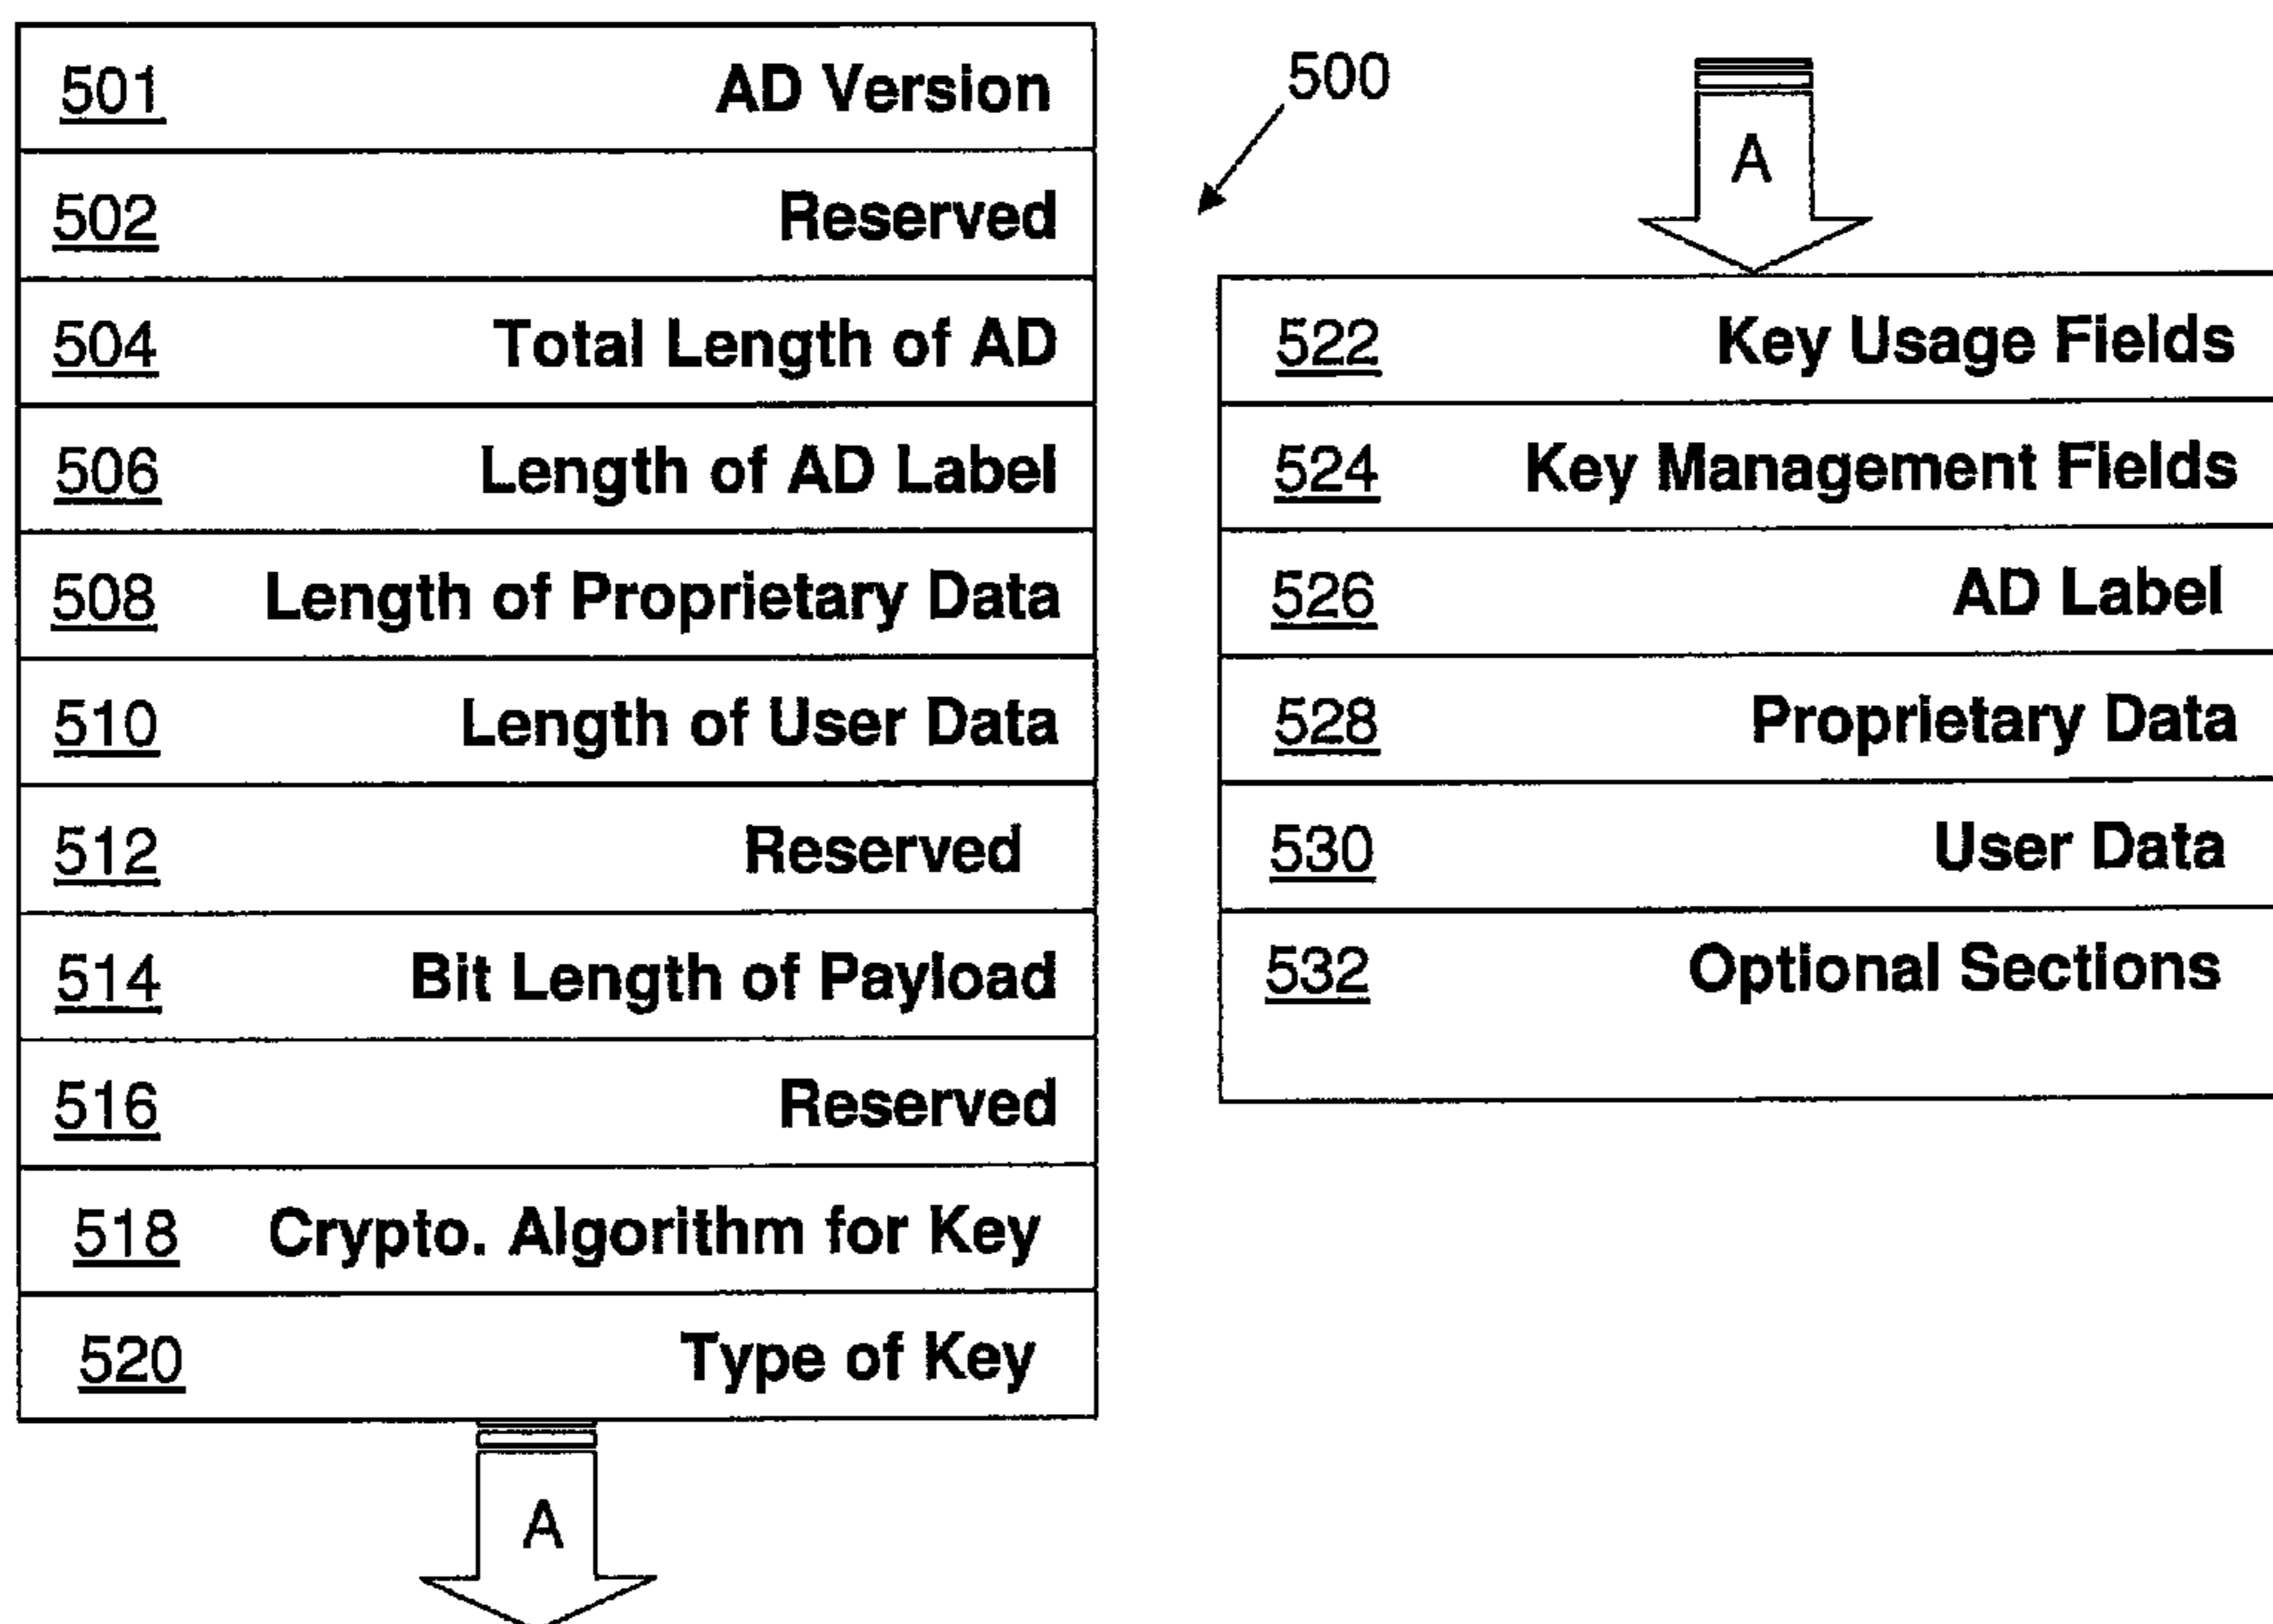 501 AD Version
502 Reserved
504 Total Length of AD
506 Length of AD Label
508 Length of Proprietary Data
510 Length of User Data
512 Reserved
514 Bit Length of Payload
516 Reserved
518 Crypto. Algorithm for Key
520 Type of Key
A
500
A
522 Key Usage Fields
524 Key Management Fields
526 AD Label
528 Proprietary Data
530 User Data
532 Optional Sections